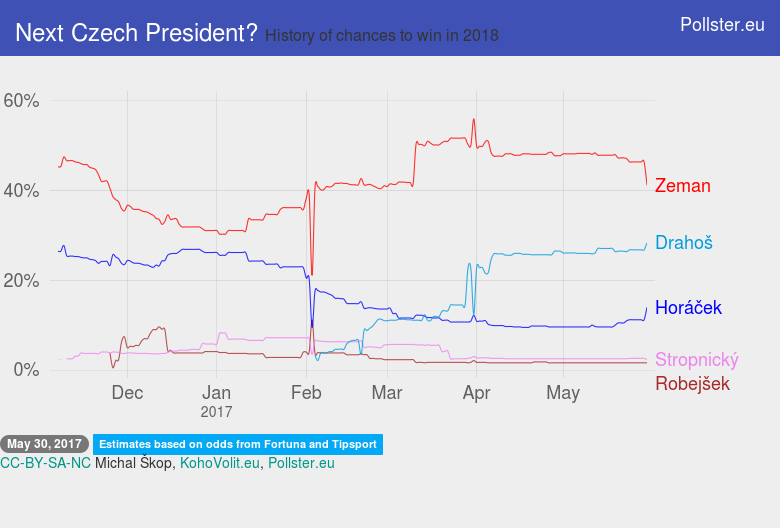 Next Czech President? History of chances to win in 2018
Pollster.eu
60%
40%
20%
0%
Zeman
Drahoš
Horáček
Stropnický
Robejšek
Dec Jan Feb Mar Apr May
2017
May 30, 2017 Estimates based on odds from Fortuna and Tipsport
CC-BY-SA-NC Michal Škop, KohoVolit.eu, Pollster.eu